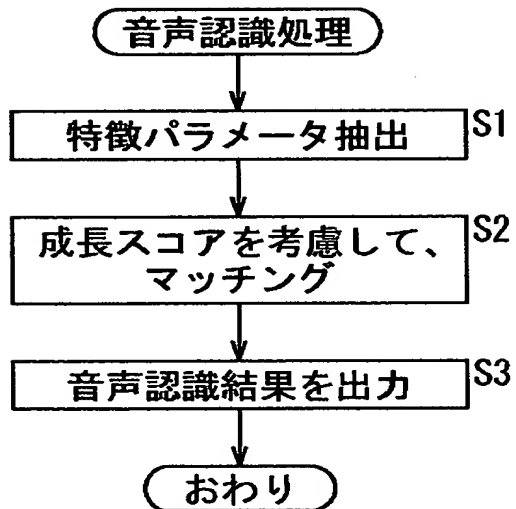 音声認識処理
特徴パラメータ抽出
S1
成長スコアを考慮して、
マッチング
S2
音声認識結果を出力
S3
おわり